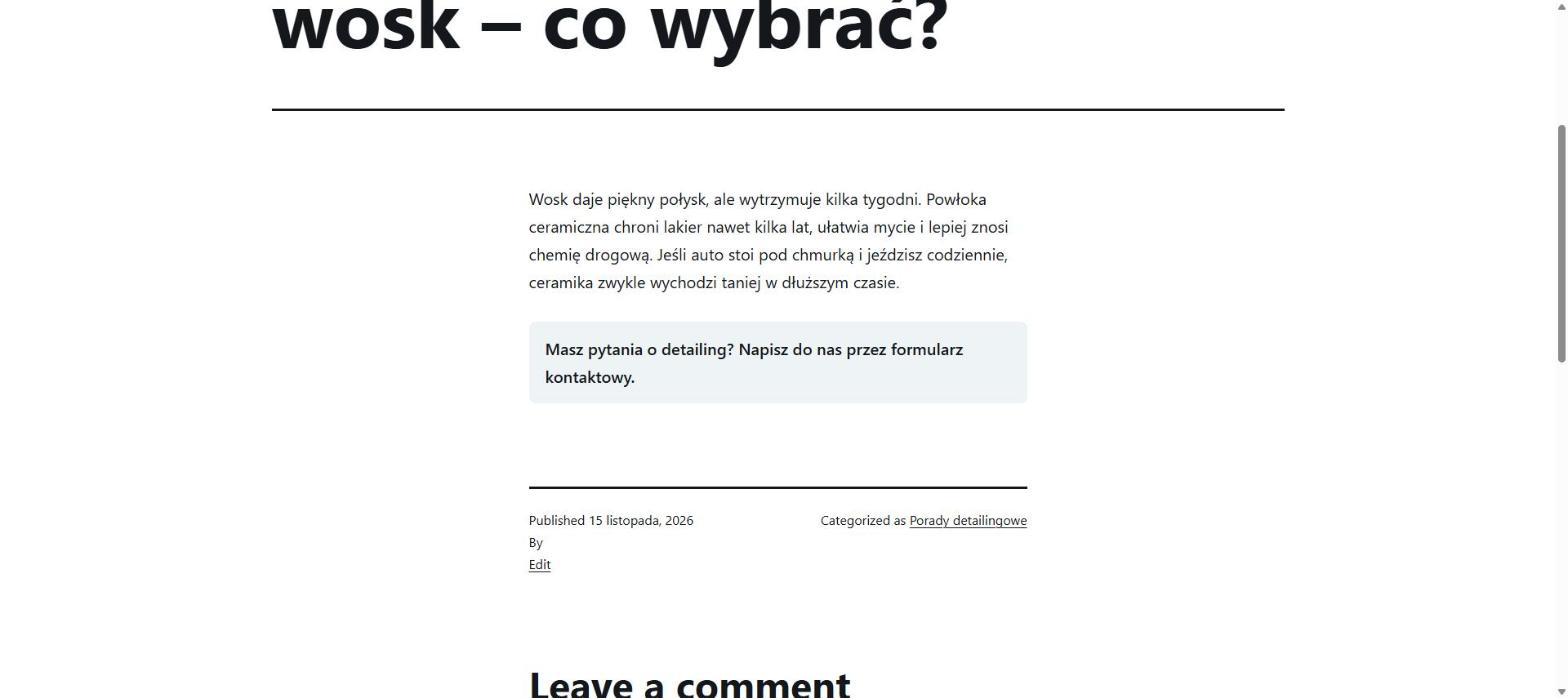 wosk – co wybrać?
Wosk daje piękny połysk, ale wytrzymuje kilka tygodni. Powłoka
ceramiczna chroni lakier nawet kilka lat, ułatwia mycie i lepiej znosi
chemię drogową. Jeśli auto stoi pod chmurką i jeździsz codziennie,
ceramika zwykle wychodzi taniej w dłuższym czasie.
Masz pytania o detailing? Napisz do nas przez formularz
kontaktowy.
Published 15 listopada, 2026
By
Edit
Categorized as Porady detailingowe
Leave a comment